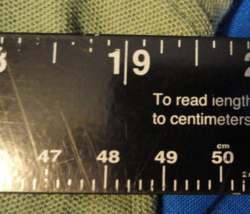 19
To read length
to centimeters
cm
47 48 49 50